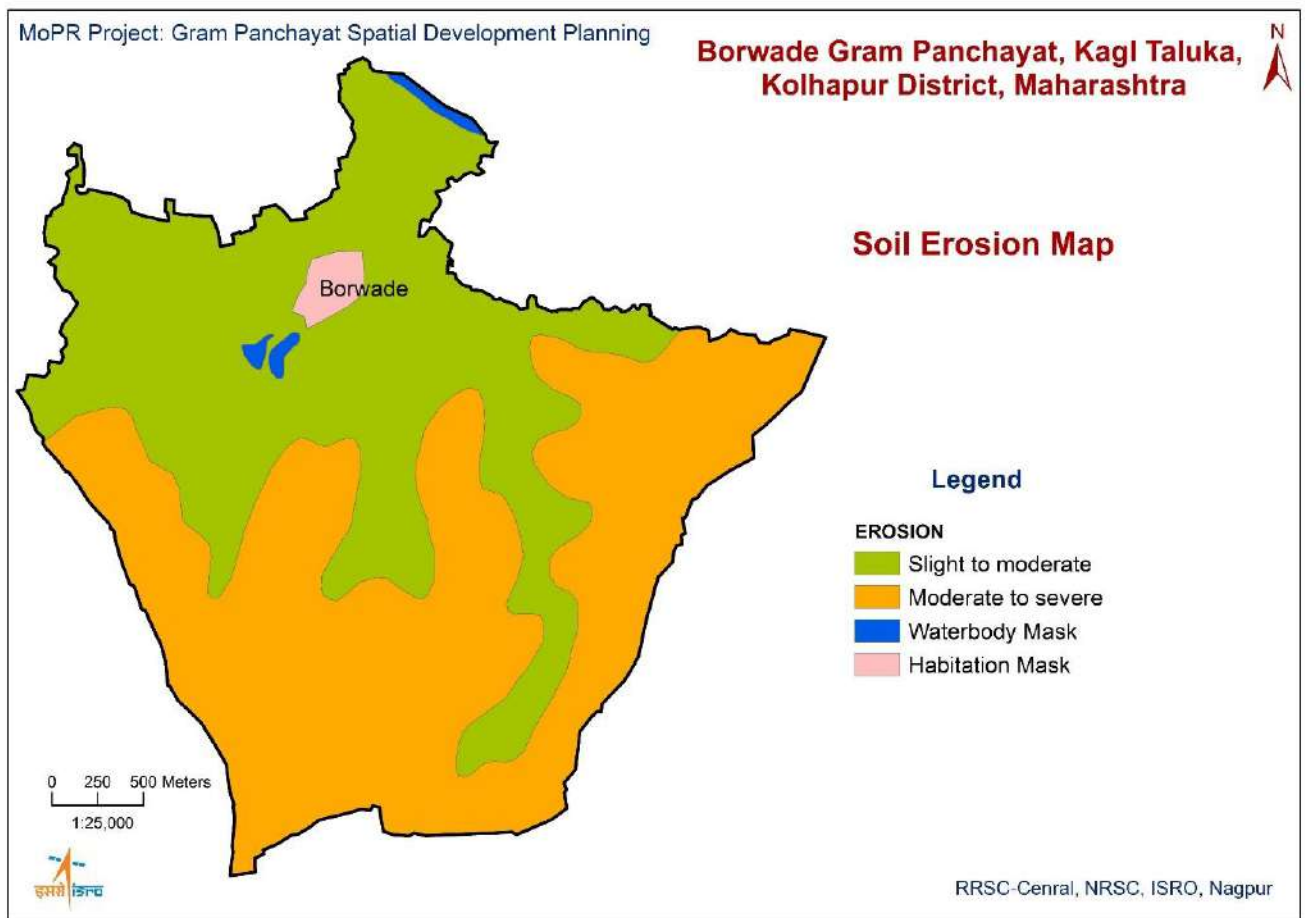 MoPR Project: Gram Panchayat Spatial Development Planning
Borwade Gram Panchayat, Kagl Taluka,
Kolhapur District, Maharashtra
N
Soil Erosion Map
Borwade
Legend
EROSION
Slight to moderate
Moderate to severe
Waterbody Mask
Habitation Mask
0 250 500 Meters
1:25,000
इसरो isro
RRSC-Cenral, NRSC, ISRO, Nagpur